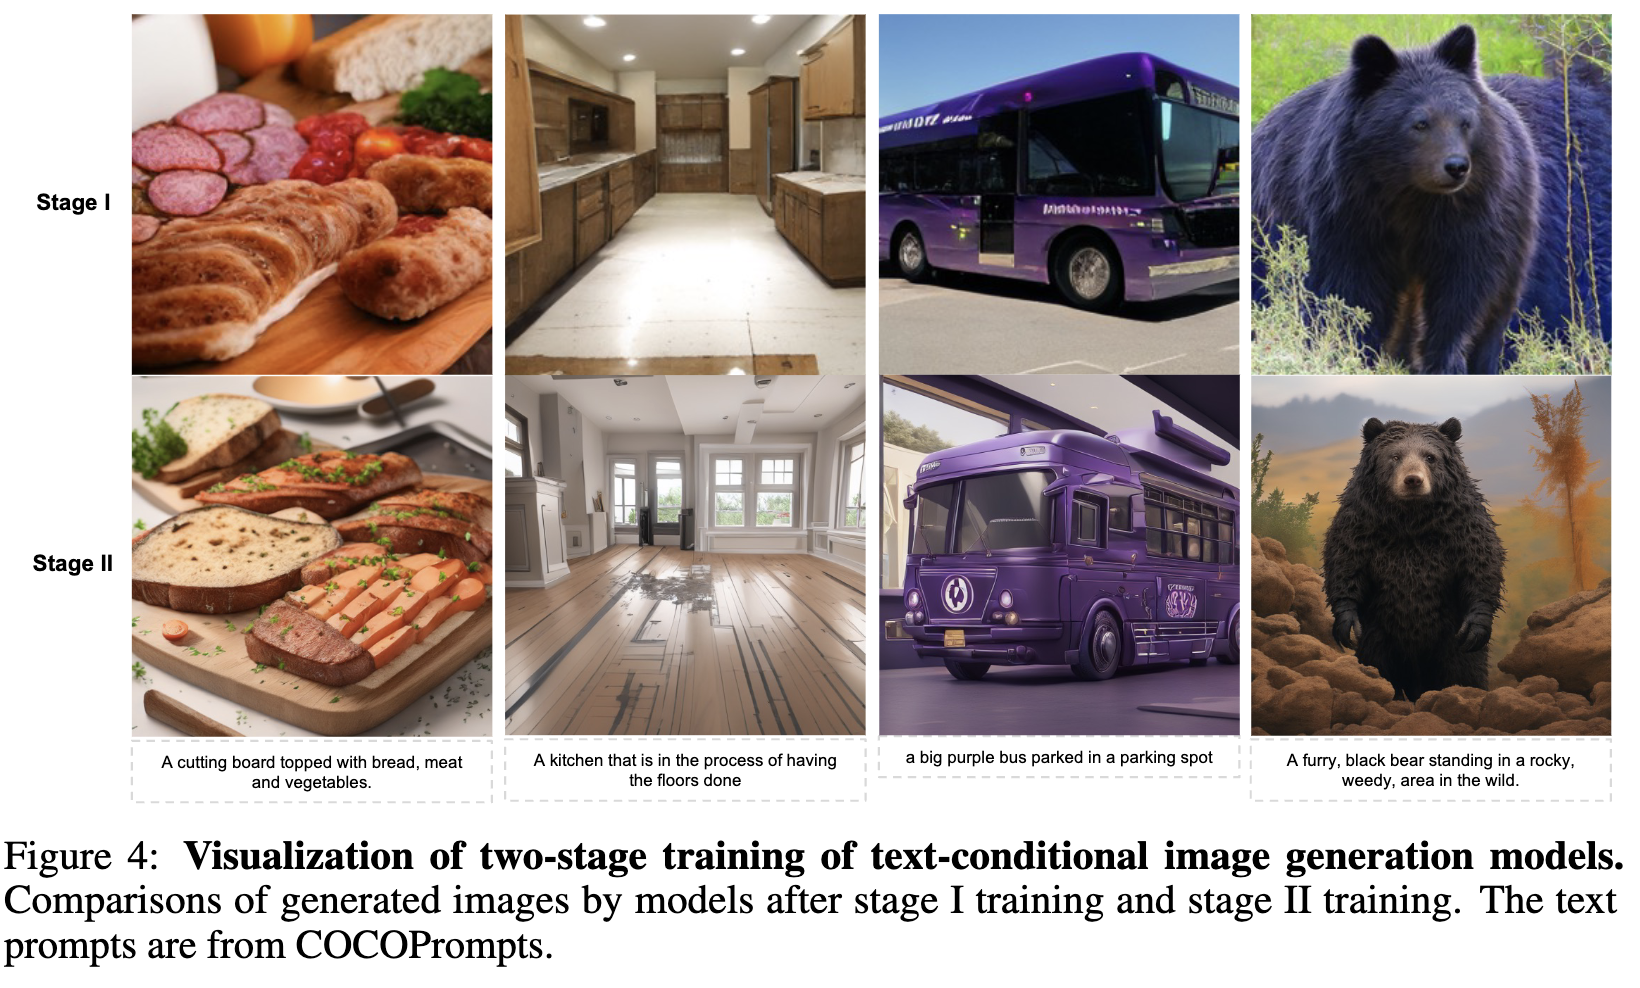 Stage I
Stage II
A cutting board topped with bread, meat
and vegetables.
A kitchen that is in the process of having
the floors done
a big purple bus parked in a parking spot
A furry, black bear standing in a rocky,
weedy, area in the wild.
Figure 4: Visualization of two-stage training of text-conditional image generation models.
Comparisons of generated images by models after stage I training and stage II training. The text
prompts are from COCOPrompts.